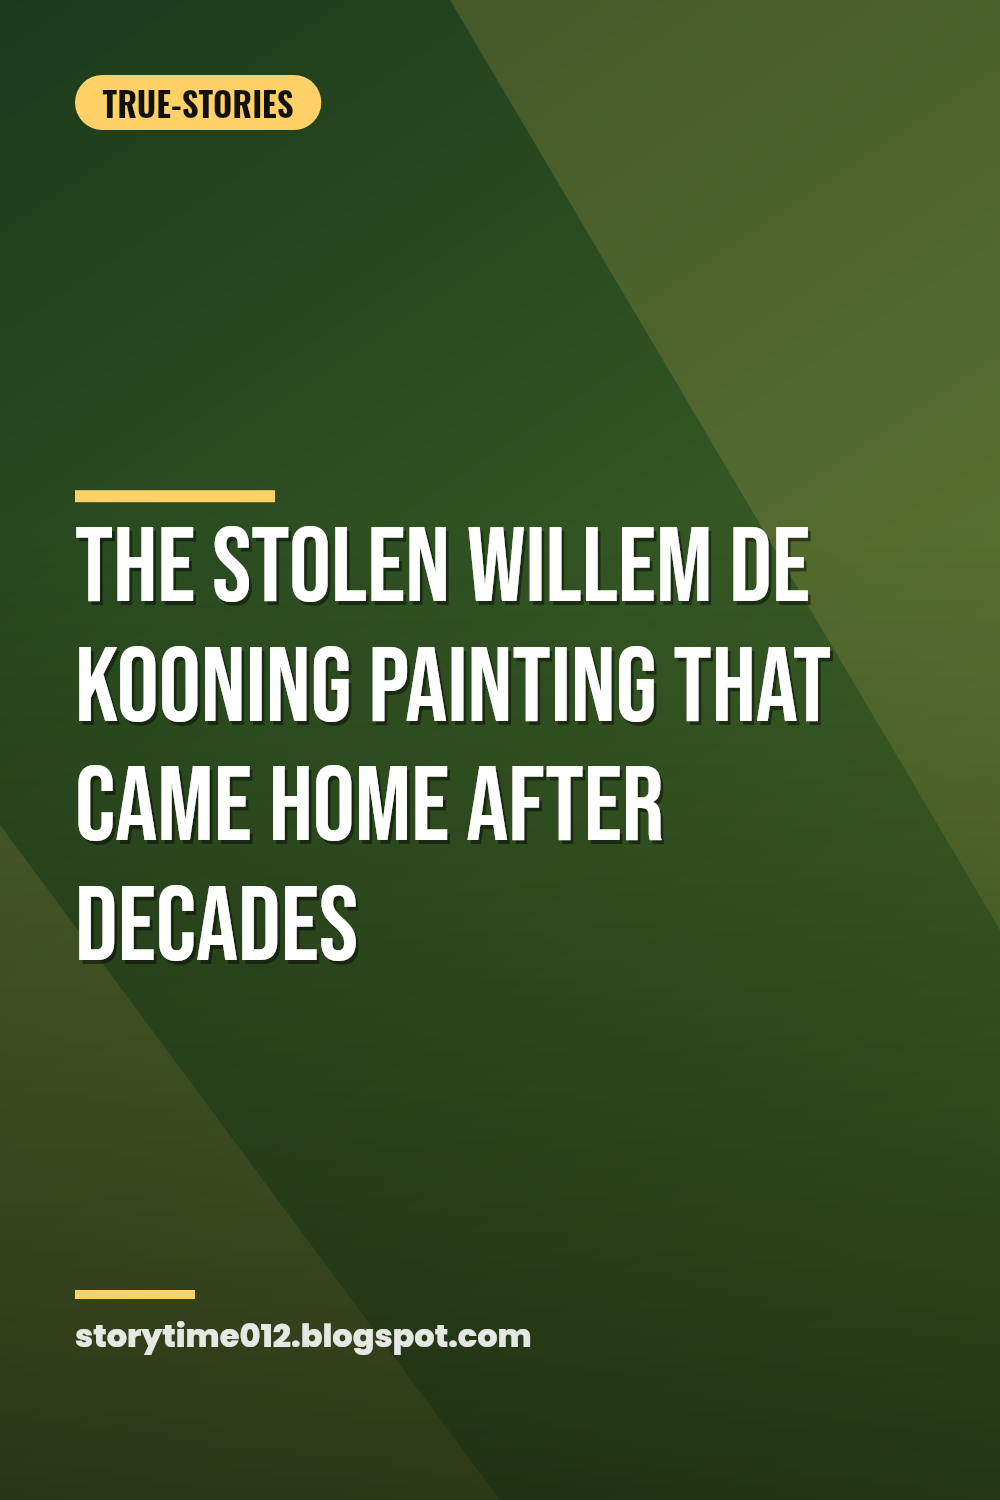 TRUE-STORIES
THE STOLEN WILLEM DE
KOONING PAINTING THAT
CAME HOME AFTER
DECADES
storytime012.blogspot.com